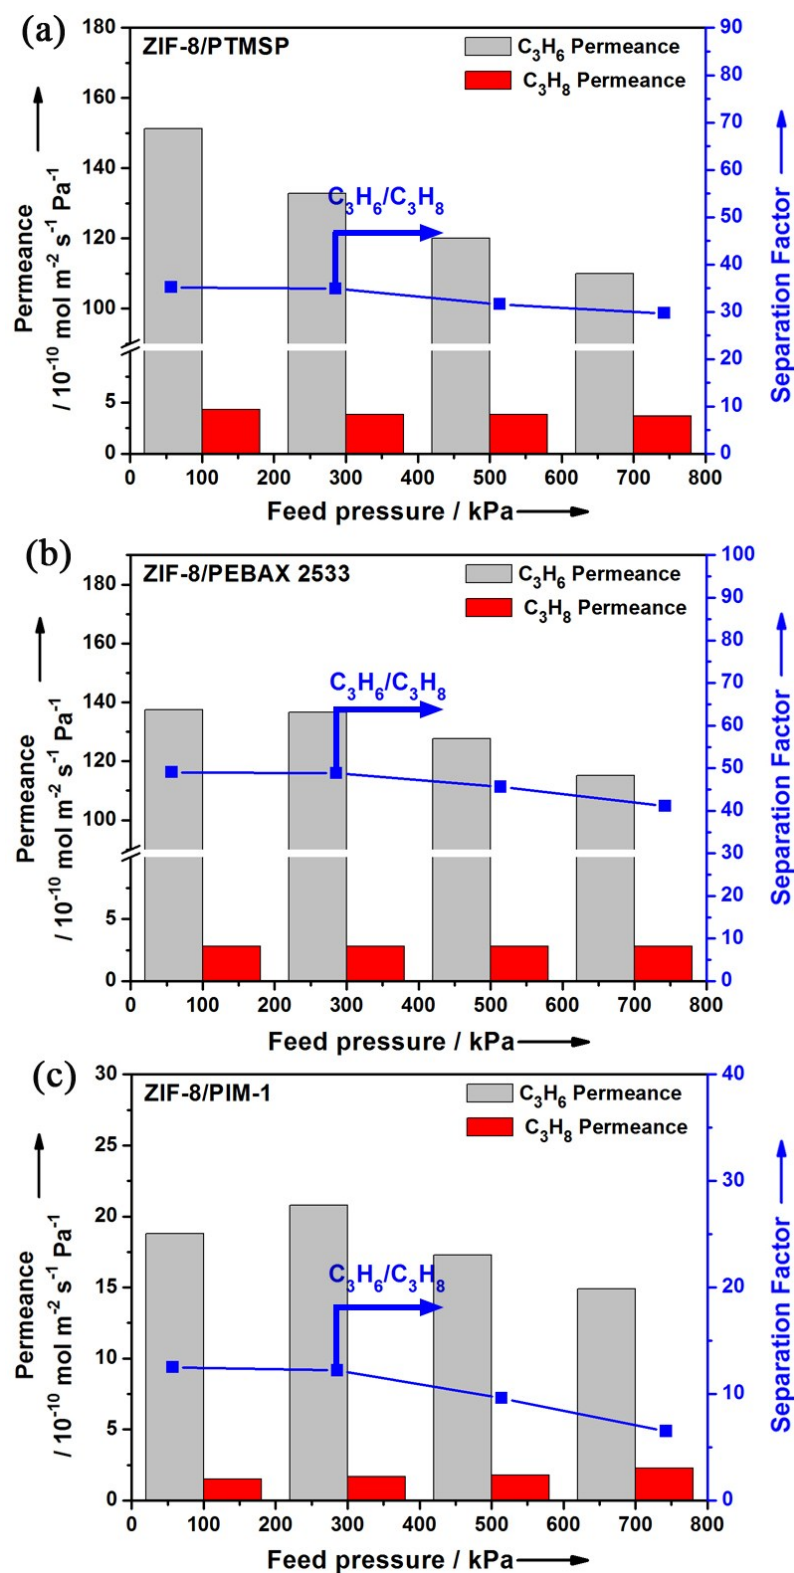 (a)
ZIF-8/PTMSP
C₃H₆ Permeance
C₃H₈ Permeance
C₃H₆/C₃H₈
Permeance
/ 10⁻¹⁰ mol m⁻² s⁻¹ Pa⁻¹
180
160
140
120
100
5
0
90
80
70
60
50
40
30
20
10
0
Separation Factor
0 100 200 300 400 500 600 700 800
Feed pressure / kPa
(b)
ZIF-8/PEBAX 2533
C₃H₆ Permeance
C₃H₈ Permeance
C₃H₆/C₃H₈
Permeance
/ 10⁻¹⁰ mol m⁻² s⁻¹ Pa⁻¹
180
160
140
120
100
5
0
100
90
80
70
60
50
40
30
20
10
0
Separation Factor
0 100 200 300 400 500 600 700 800
Feed pressure / kPa
(c)
ZIF-8/PIM-1
C₃H₆ Permeance
C₃H₈ Permeance
C₃H₆/C₃H₈
Permeance
/ 10⁻¹⁰ mol m⁻² s⁻¹ Pa⁻¹
30
25
20
15
10
5
0
40
30
20
10
0
Separation Factor
0 100 200 300 400 500 600 700 800
Feed pressure / kPa